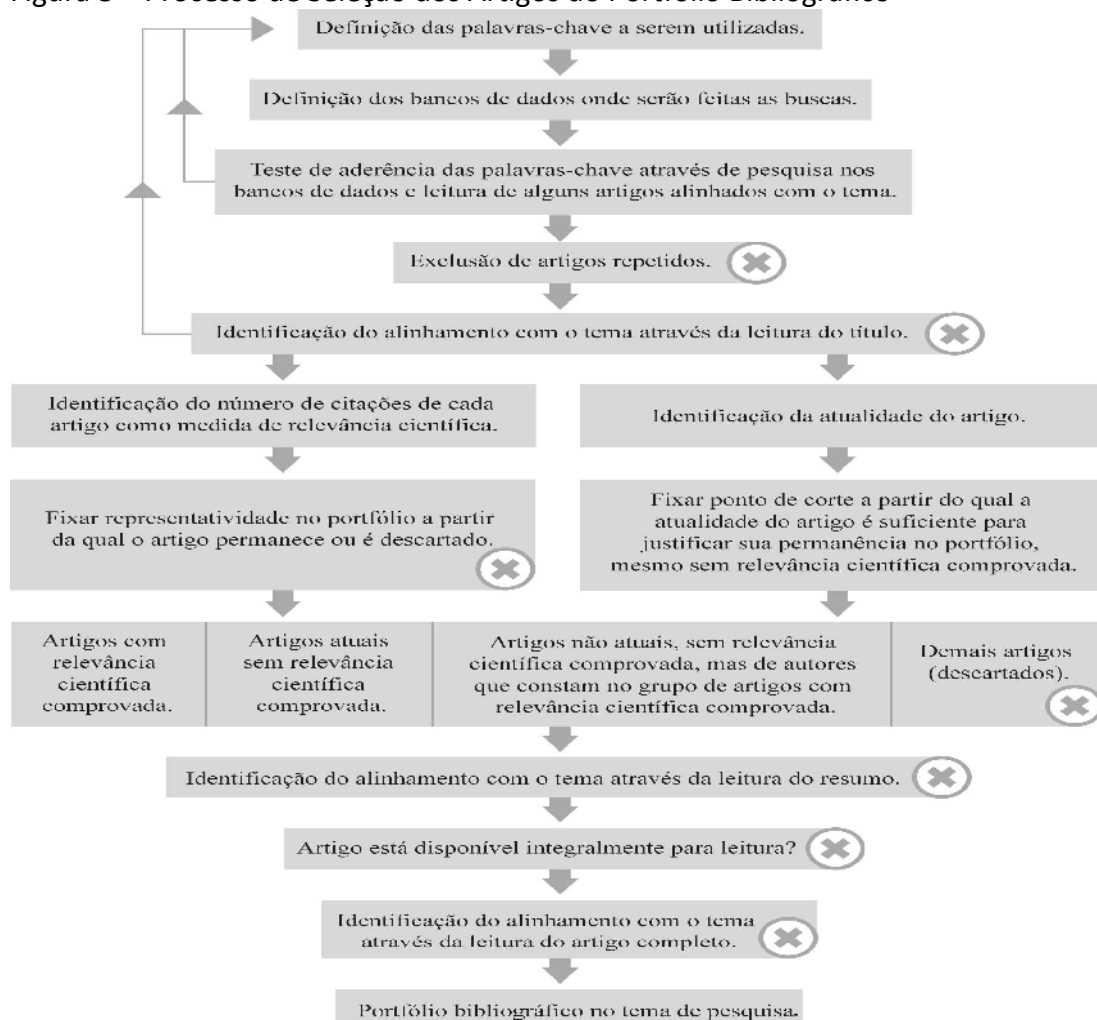 Definição das palavras-chave a serem utilizadas.
Definição dos bancos de dados onde serão feitas as buscas.
Teste de aderência das palavras-chave através de pesquisa nos
bancos de dados e leitura de alguns artigos alinhados com o tema.
Exclusão de artigos repetidos.
Identificação do alinhamento com o tema através da leitura do título.
Identificação do número de citações de cada
artigo como medida de relevância científica.
Identificação da atualidade do artigo.
Fixar representatividade no portfólio a partir
da qual o artigo permanece ou é descartado.
Fixar ponto de corte a partir do qual a
atualidade do artigo é suficiente para
justificar sua permanência no portfólio,
mesmo sem relevância científica comprovada.
Artigos com
relevância
científica
comprovada.
Artigos atuais
sem relevância
científica
comprovada.
Artigos não atuais, sem relevância
científica comprovada, mas de autores
que constam no grupo de artigos com
relevância científica comprovada.
Demais artigos
(descartados).
Identificação do alinhamento com o tema através da leitura do resumo.
Artigo está disponível integralmente para leitura?
Identificação do alinhamento com o tema
através da leitura do artigo completo.
Portfólio bibliográfico no tema de pesquisa.